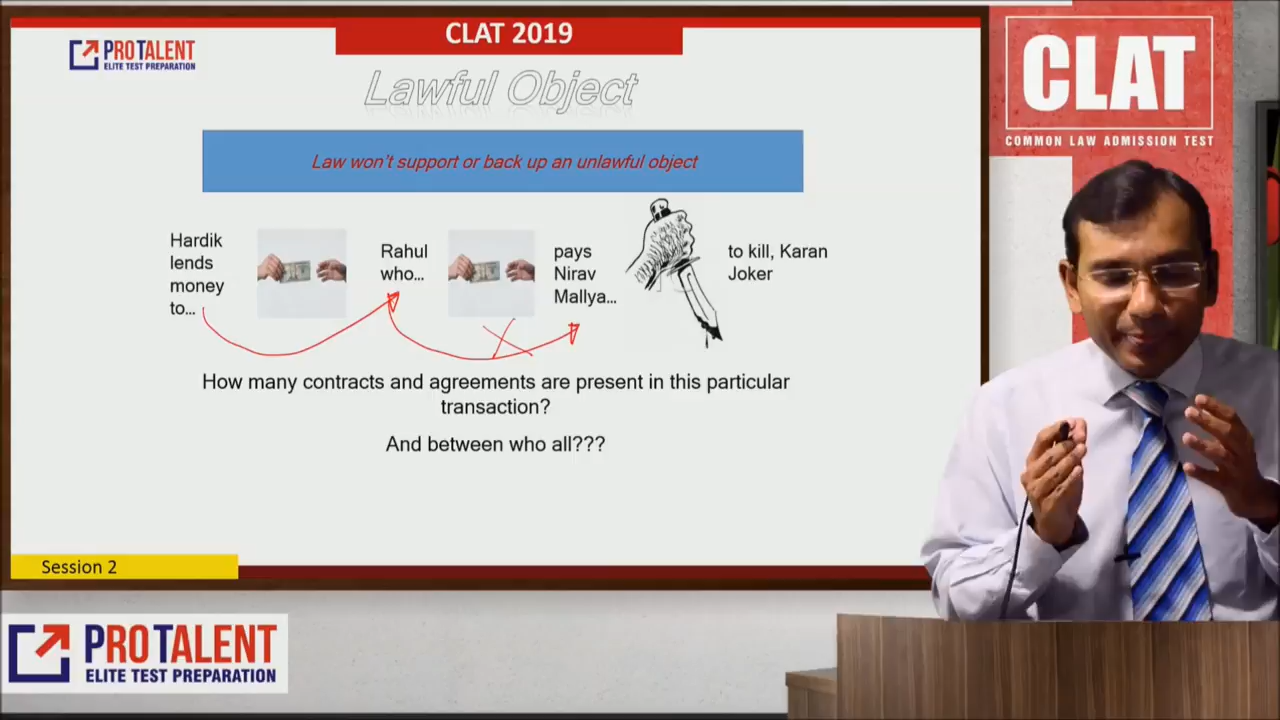 CLAT 2019
PROTALENT
ELITE TEST PREPARATION
Lawful Object
Law won't support or back up an unlawful object
Hardik
lends
money
to...
Rahul
who...
pays
Nirav
Mallya...
to kill, Karan
Joker
How many contracts and agreements are present in this particular
transaction?
And between who all???
Session 2
CLAT
COMMON LAW ADMISSION TEST
PROTALENT
ELITE TEST PREPARATION